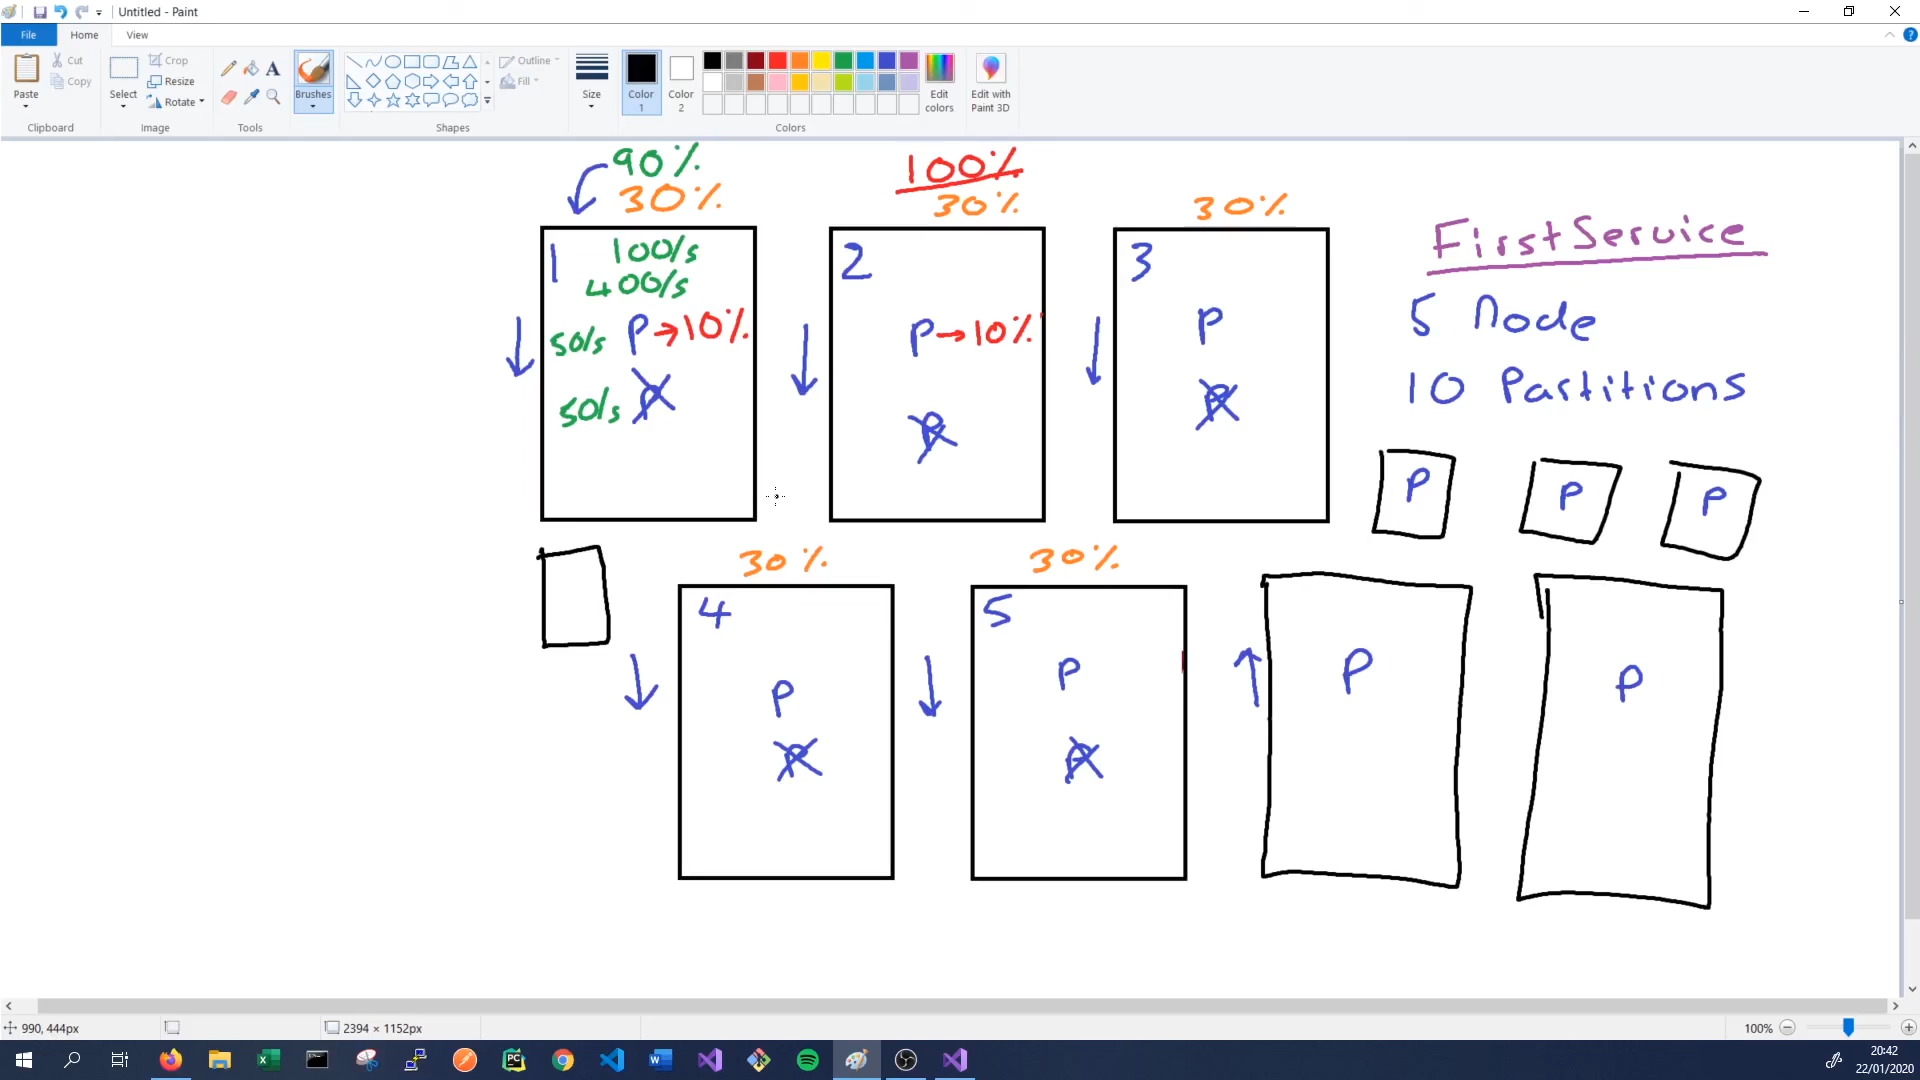 Untitled - Paint
File Home View
Paste
Cut
Copy
Clipboard
Select
Crop
Resize
Rotate
Image
A
Tools
Brushes
Shapes
Outline
Fill
Size
Color 1
Color 2
Colors
Edit colors
Edit with Paint 3D
90%
30%
100%
30%
30%
1
100/s
400/s
50/s P→10%
50/s P
2
P→10%
P
3
P
P
FirstService
5 Node
10 Partitions
P P P
30%
4
P
P
30%
5
P
P
P
P
990, 444px
2394 × 1152px
100%
20:42
22/01/2020